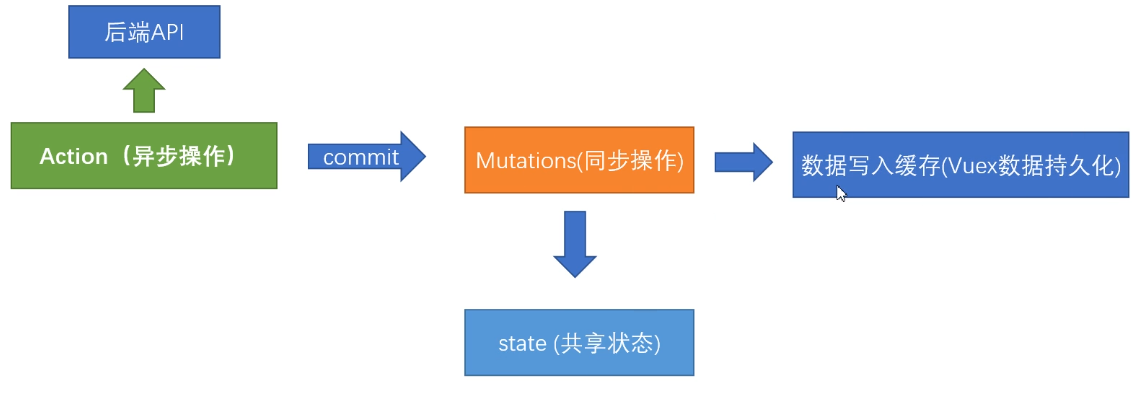 后端API
Action（异步操作）
commit
Mutations(同步操作)
数据写入缓存(Vuex数据持久化)
state (共享状态)